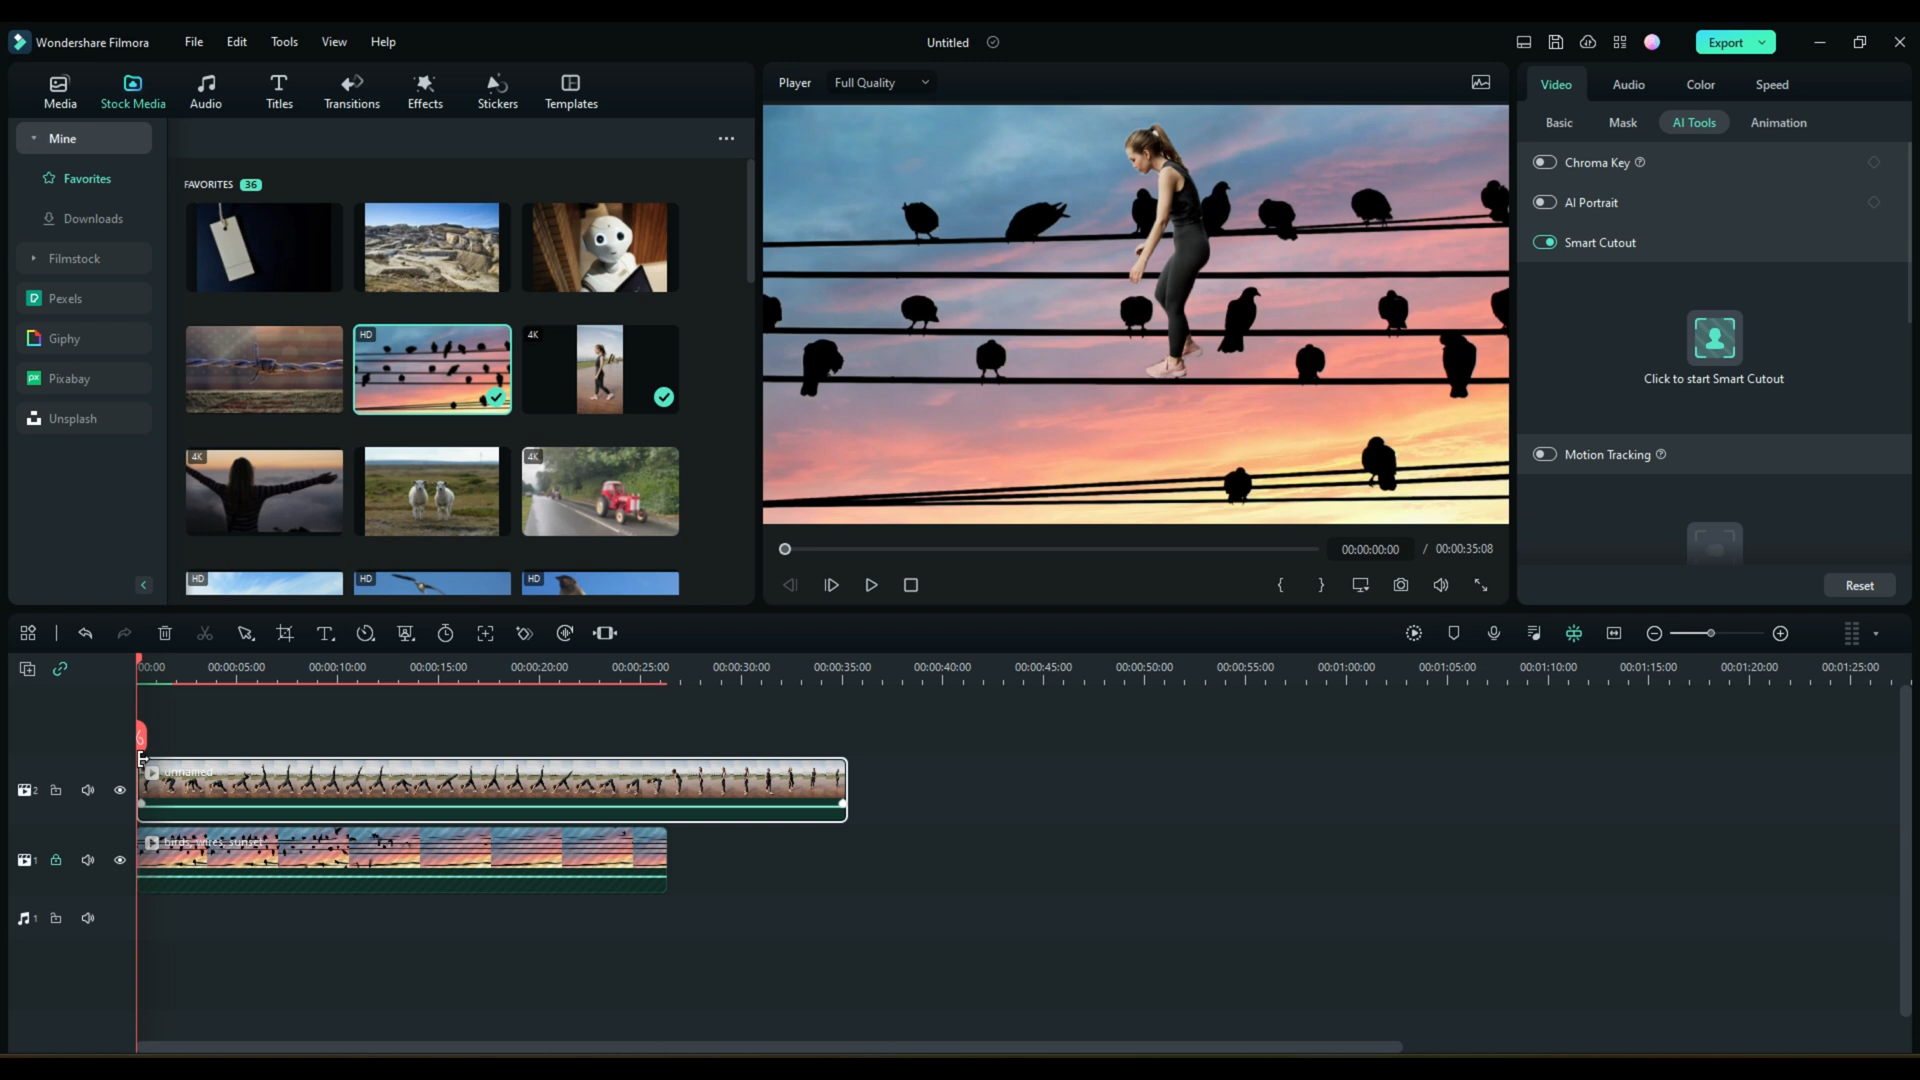 Wondershare Filmora File Edit Tools View Help Untitled Export
Media Stock Media Audio Titles Transitions Effects Stickers Templates
Mine
Favorites
Downloads
Filmstock
Pexels
Giphy
Pixabay
Unsplash
FAVORITES 36
HD 4K
4K 4K
HD HD HD
Player Full Quality
00:00:00:00 / 00:00:35:08
Video Audio Color Speed
Basic Mask AI Tools Animation
Chroma Key
AI Portrait
Smart Cutout
Click to start Smart Cutout
Motion Tracking
Reset
00:00 00:00:05:00 00:00:10:00 00:00:15:00 00:00:20:00 00:00:25:00 00:00:30:00 00:00:35:00 00:00:40:00 00:00:45:00 00:00:50:00 00:00:55:00 00:01:00:00 00:01:05:00 00:01:10:00 00:01:15:00 00:01:20:00 00:01:25:00
unnamed
2
birds, wires, sunset
1
1